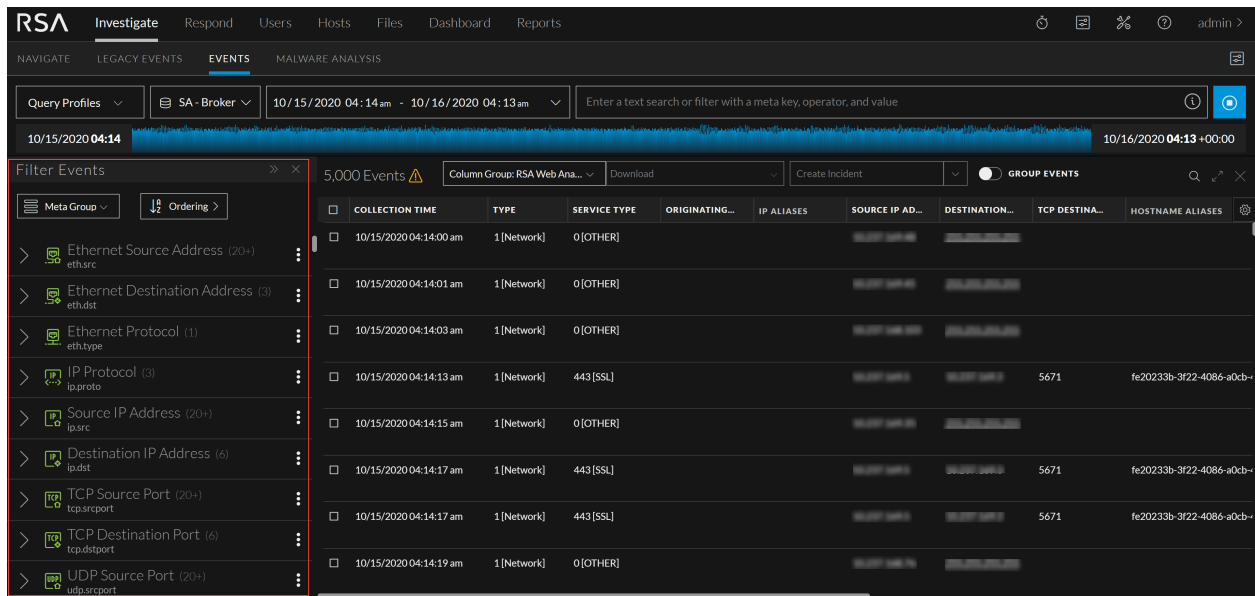 RSA Investigate Respond Users Hosts Files Dashboard Reports admin >
NAVIGATE LEGACY EVENTS EVENTS MALWARE ANALYSIS
Query Profiles SA - Broker 10/15/2020 04:14 am - 10/16/2020 04:13 am Enter a text search or filter with a meta key, operator, and value
10/15/2020 04:14 10/16/2020 04:13 +00:00
Filter Events
Meta Group Ordering >
Ethernet Source Address (20+)
eth.src
Ethernet Destination Address (3)
eth.dst
Ethernet Protocol (1)
eth.type
IP Protocol (3)
ip.proto
Source IP Address (20+)
ip.src
Destination IP Address (6)
ip.dst
TCP Source Port (20+)
tcp.srcport
TCP Destination Port (6)
tcp.dstport
UDP Source Port (20+)
udp.srcport
5,000 Events Column Group: RSA Web Ana... Download Create Incident GROUP EVENTS
COLLECTION TIME TYPE SERVICE TYPE ORIGINATING... IP ALIASES SOURCE IP AD... DESTINATION... TCP DESTINA... HOSTNAME ALIASES
10/15/2020 04:14:00 am 1 [Network] 0 [OTHER]
10/15/2020 04:14:01 am 1 [Network] 0 [OTHER]
10/15/2020 04:14:03 am 1 [Network] 0 [OTHER]
10/15/2020 04:14:13 am 1 [Network] 443 [SSL] 5671 fe20233b-3f22-4086-a0cb-
10/15/2020 04:14:15 am 1 [Network] 0 [OTHER]
10/15/2020 04:14:17 am 1 [Network] 443 [SSL] 5671 fe20233b-3f22-4086-a0cb-
10/15/2020 04:14:17 am 1 [Network] 443 [SSL] 5671 fe20233b-3f22-4086-a0cb-
10/15/2020 04:14:19 am 1 [Network] 0 [OTHER]